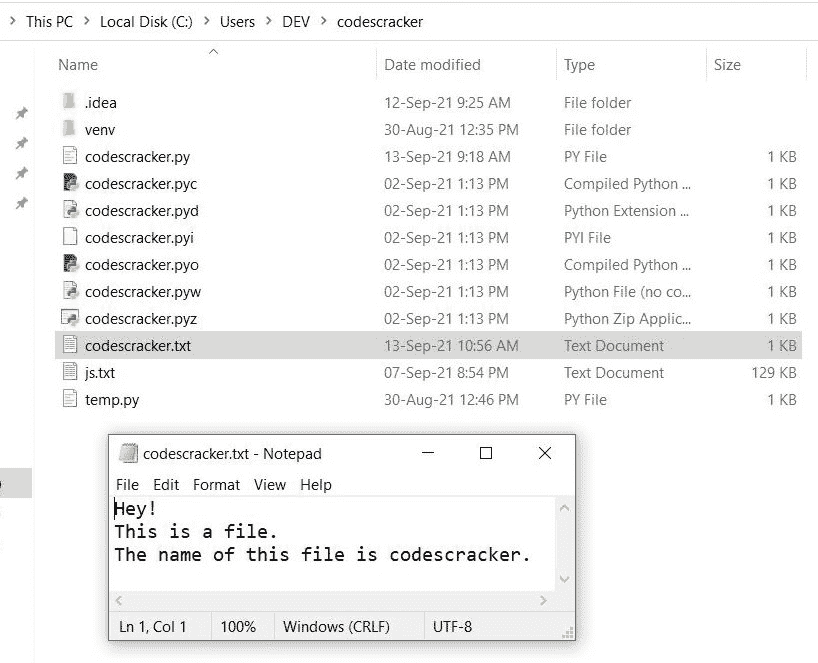 This PC > Local Disk (C:) > Users > DEV > codescracker
Name Date modified Type Size
.idea 12-Sep-21 9:25 AM File folder
venv 30-Aug-21 12:35 PM File folder
codescracker.py 13-Sep-21 9:18 AM PY File 1 KB
codescracker.pyc 02-Sep-21 1:13 PM Compiled Python ... 1 KB
codescracker.pyd 02-Sep-21 1:13 PM Python Extension ... 1 KB
codescracker.pyi 02-Sep-21 1:13 PM PYI File 1 KB
codescracker.pyo 02-Sep-21 1:13 PM Compiled Python ... 1 KB
codescracker.pyw 02-Sep-21 1:13 PM Python File (no co... 1 KB
codescracker.pyz 02-Sep-21 1:13 PM Python Zip Applic... 1 KB
codescracker.txt 13-Sep-21 10:56 AM Text Document 1 KB
js.txt 07-Sep-21 8:54 PM Text Document 129 KB
temp.py 30-Aug-21 12:46 PM PY File 1 KB
codescracker.txt - Notepad
File Edit Format View Help
Hey!
This is a file.
The name of this file is codescracker.
Ln 1, Col 1 100% Windows (CRLF) UTF-8